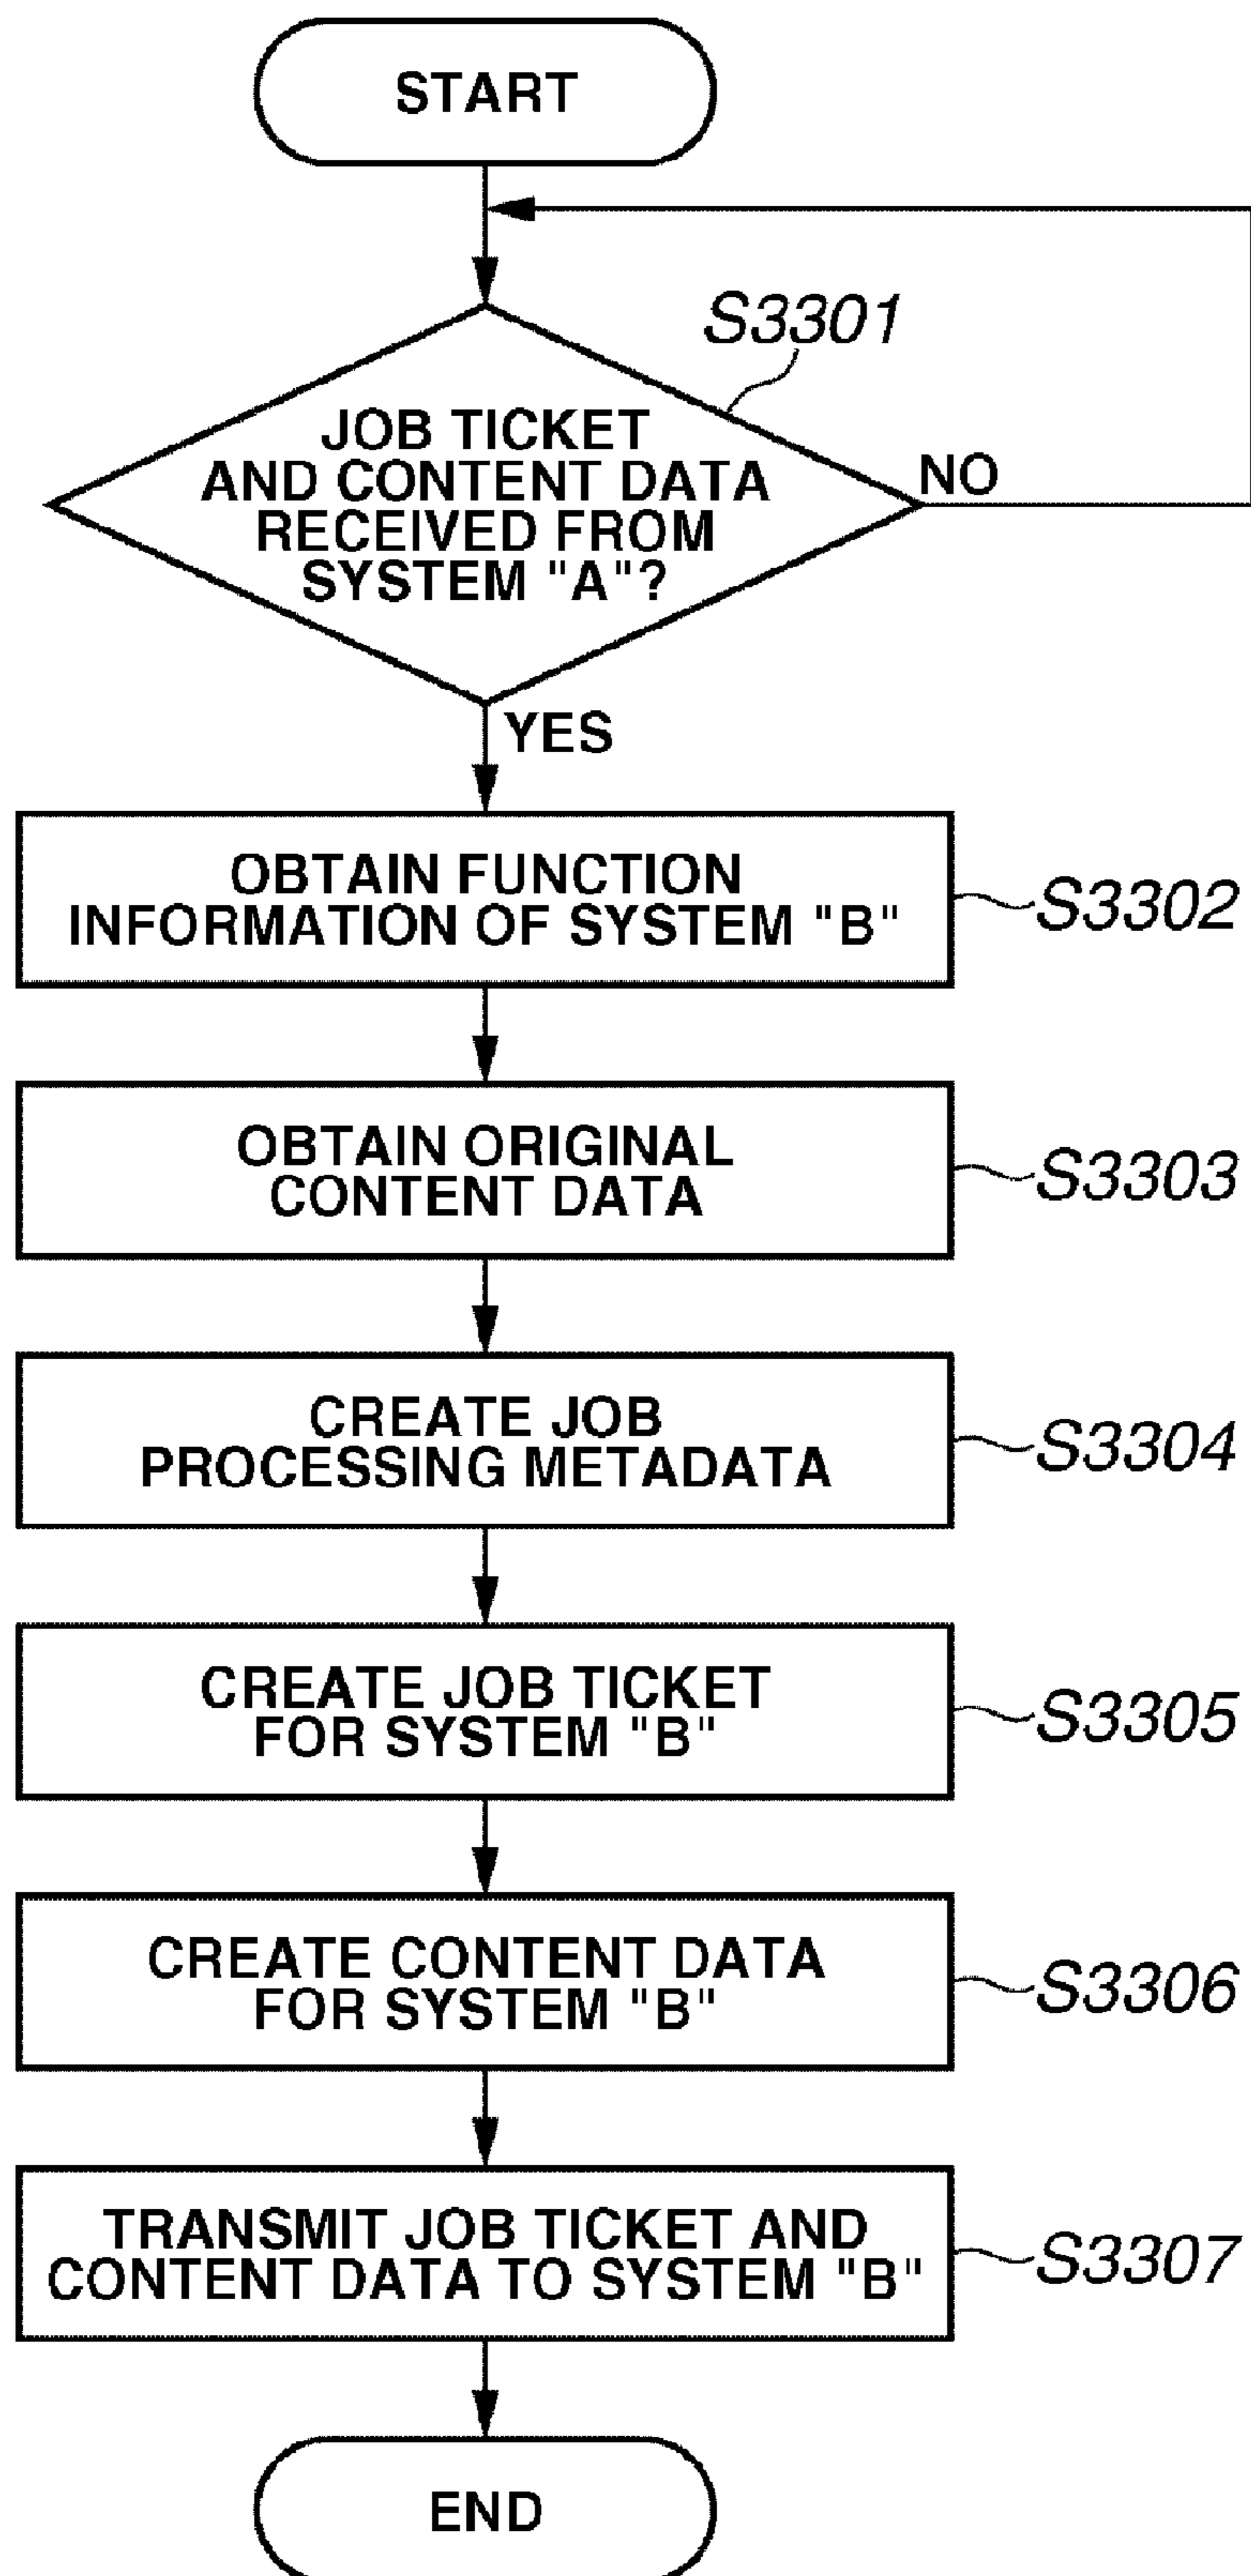 START
S3301
JOB TICKET
AND CONTENT DATA
RECEIVED FROM
SYSTEM "A"?
NO
YES
OBTAIN FUNCTION
INFORMATION OF SYSTEM "B"
S3302
OBTAIN ORIGINAL
CONTENT DATA
S3303
CREATE JOB
PROCESSING METADATA
S3304
CREATE JOB TICKET
FOR SYSTEM "B"
S3305
CREATE CONTENT DATA
FOR SYSTEM "B"
S3306
TRANSMIT JOB TICKET AND
CONTENT DATA TO SYSTEM "B"
S3307
END